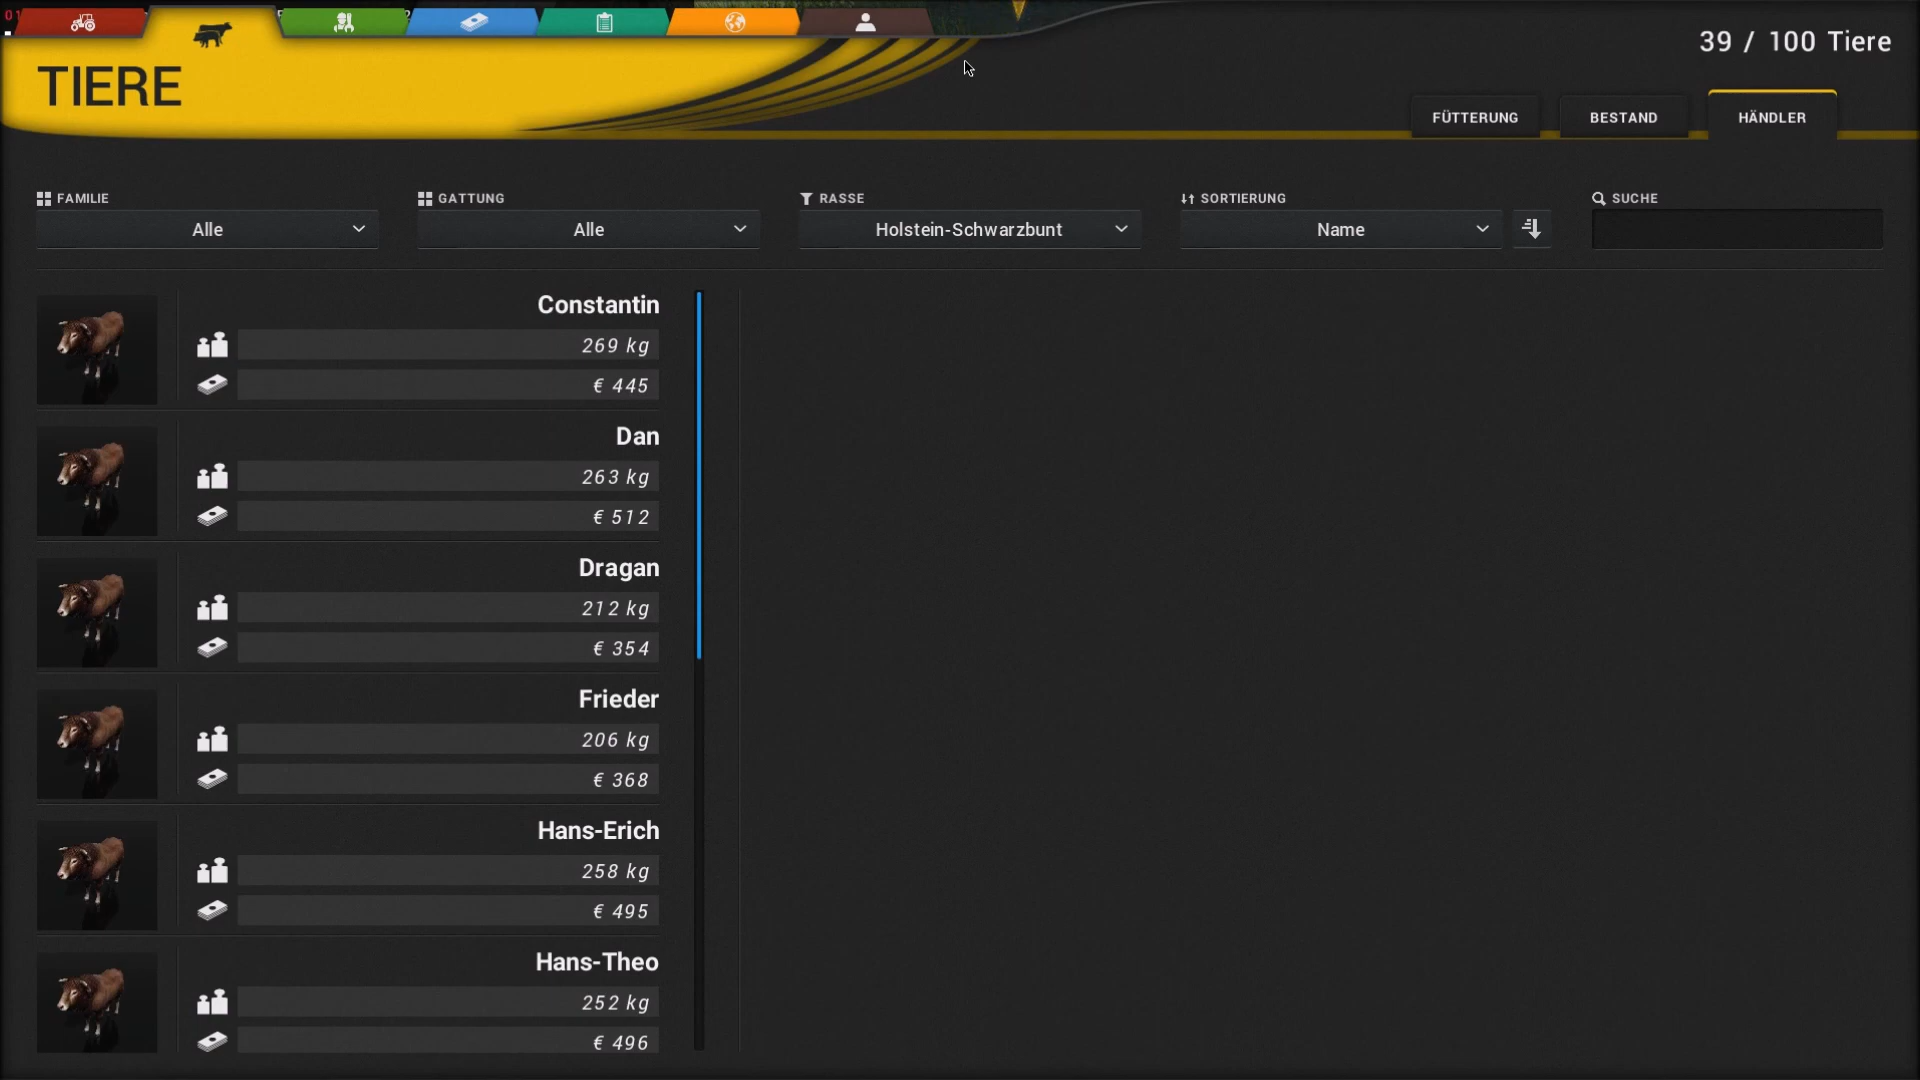 39 / 100 Tiere
TIERE
FÜTTERUNG
BESTAND
HÄNDLER
FAMILIE
GATTUNG
RASSE
SORTIERUNG
SUCHE
Alle
Alle
Holstein-Schwarzbunt
Name
Constantin
269 kg
€ 445
Dan
263 kg
€ 512
Dragan
212 kg
€ 354
Frieder
206 kg
€ 368
Hans-Erich
258 kg
€ 495
Hans-Theo
252 kg
€ 496